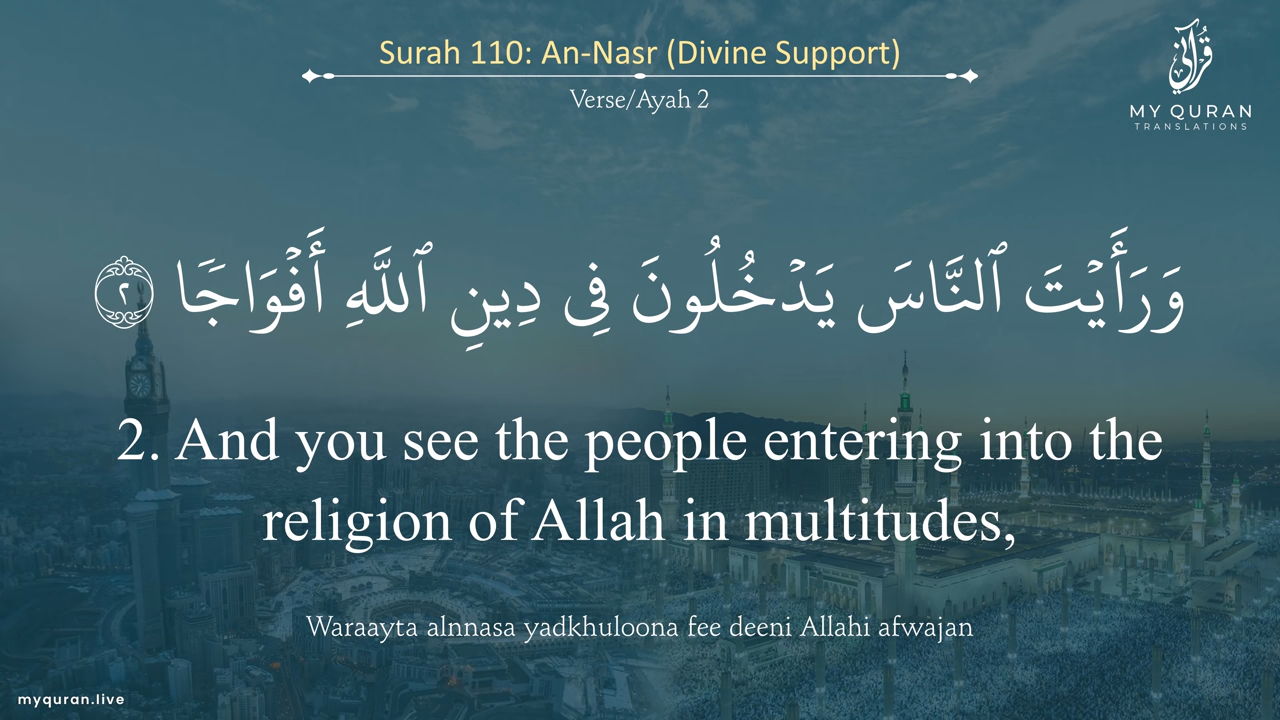 Surah 110: An-Nasr (Divine Support)
Verse/Ayah 2
قرآني
MY QURAN
TRANSLATIONS
وَرَأَيْتَ ٱلنَّاسَ يَدْخُلُونَ فِى دِينِ ٱللَّهِ أَفْوَاجًا ٢
2. And you see the people entering into the
religion of Allah in multitudes,
Waraayta alnnasa yadkhuloona fee deeni Allahi afwajan
myquran.live